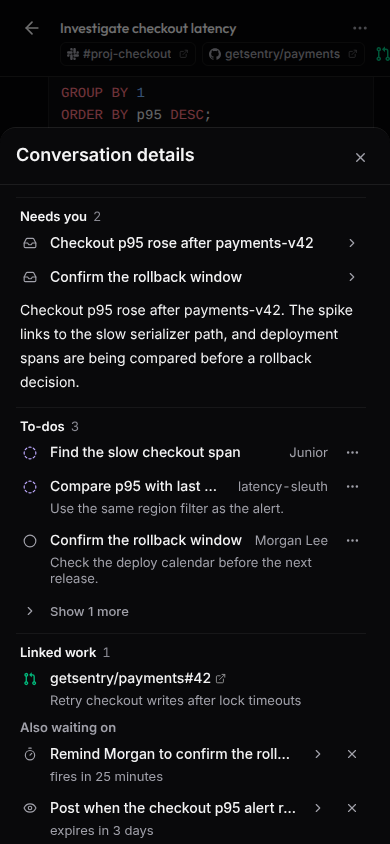 Investigate checkout latency
#proj-checkout
getsentry/payments
GROUP BY 1
ORDER BY p95 DESC;
Conversation details
Needs you 2
Checkout p95 rose after payments-v42
Confirm the rollback window
Checkout p95 rose after payments-v42. The spike
links to the slow serializer path, and deployment
spans are being compared before a rollback
decision.
To-dos 3
Find the slow checkout span Junior
Compare p95 with last ... latency-sleuth
Use the same region filter as the alert.
Confirm the rollback window Morgan Lee
Check the deploy calendar before the next
release.
Show 1 more
Linked work 1
getsentry/payments#42
Retry checkout writes after lock timeouts
Also waiting on
Remind Morgan to confirm the roll...
fires in 25 minutes
Post when the checkout p95 alert r...
expires in 3 days